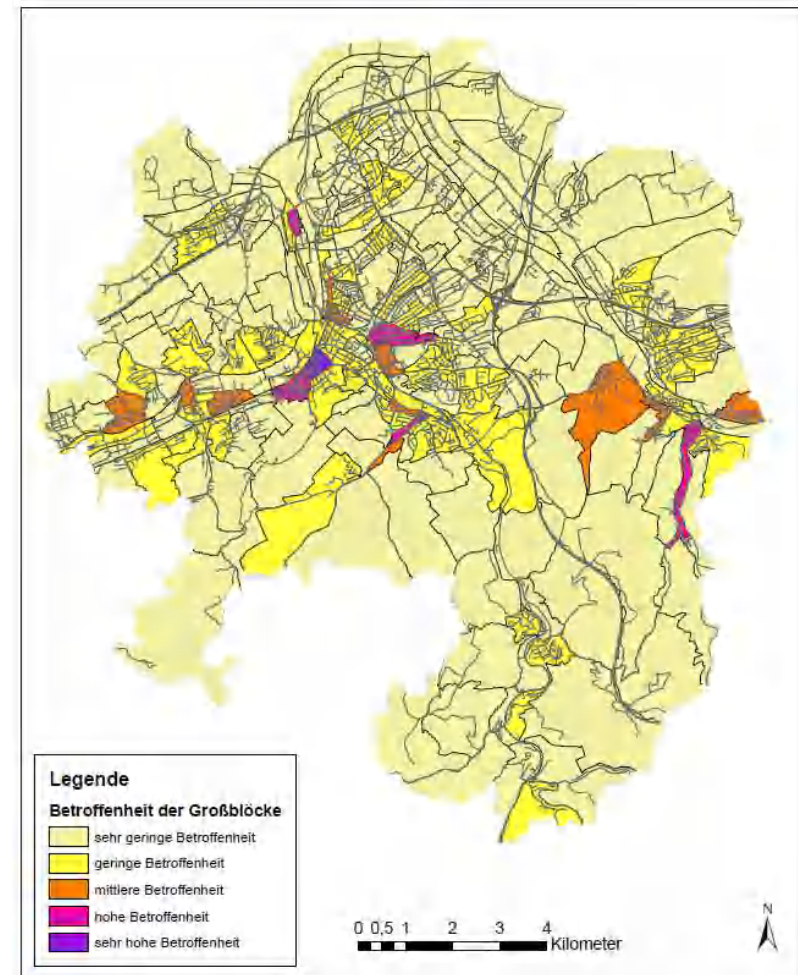 Legende
Betroffenheit der Großblöcke
sehr geringe Betroffenheit
geringe Betroffenheit
mittlere Betroffenheit
hohe Betroffenheit
sehr hohe Betroffenheit
0 0,5 1 2 3 4
Kilometer
N